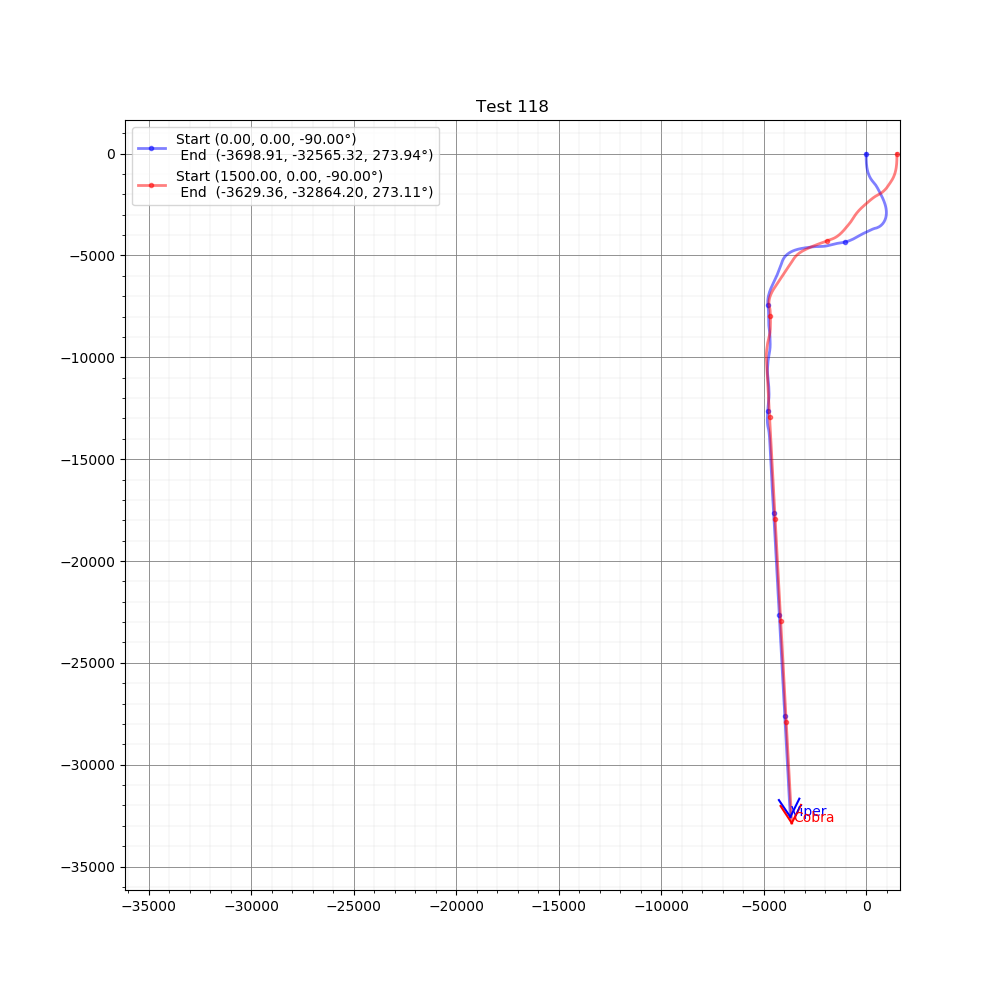 Test 118
Start (0.00, 0.00, -90.00°)
End (-3698.91, -32565.32, 273.94°)
Start (1500.00, 0.00, -90.00°)
End (-3629.36, -32864.20, 273.11°)
0
−5000
−10000
−15000
−20000
−25000
−30000
−35000
Viper
Cobra
−35000 −30000 −25000 −20000 −15000 −10000 −5000 0